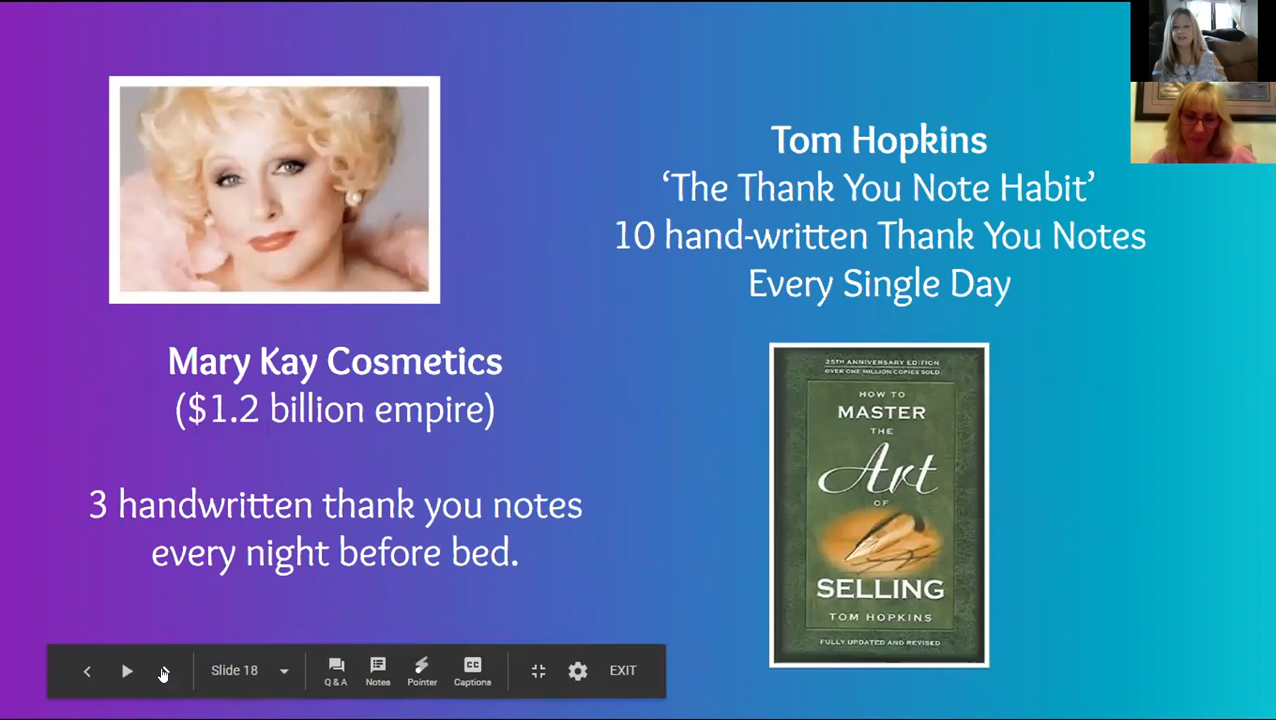 Mary Kay Cosmetics
($1.2 billion empire)
3 handwritten thank you notes
every night before bed.
Tom Hopkins
‘The Thank You Note Habit’
10 hand-written Thank You Notes
Every Single Day
25TH ANNIVERSARY EDITION
OVER ONE MILLION COPIES SOLD
HOW TO
MASTER
THE
Art
OF
SELLING
TOM HOPKINS
FULLY UPDATED AND REVISED
Slide 18
Q & A
Notes
Pointer
CC
Captions
EXIT